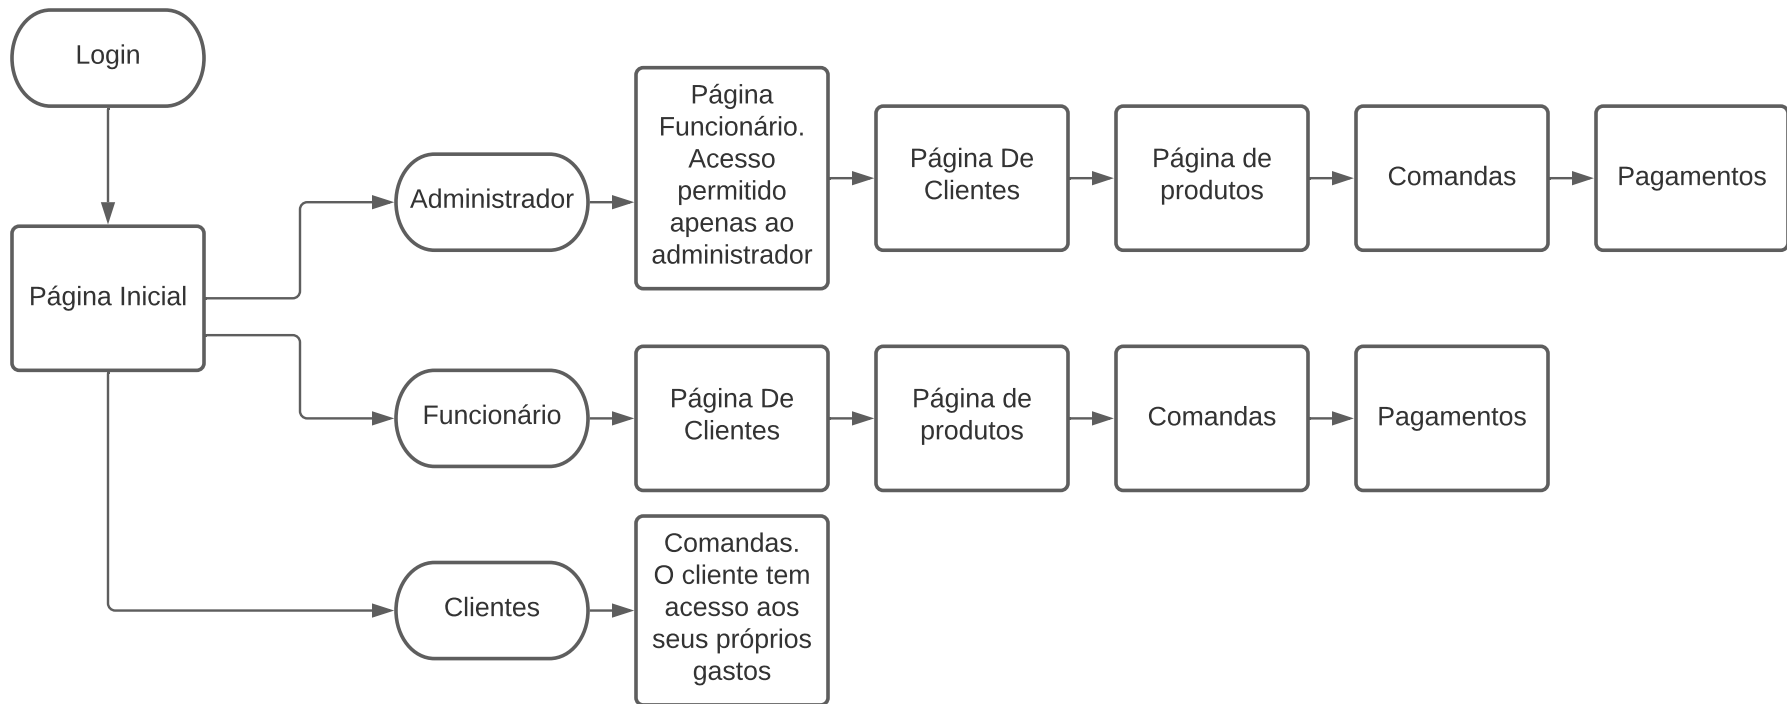 Login
Página Inicial
Administrador
Página
Funcionário.
Acesso
permitido
apenas ao
administrador
Página De
Clientes
Página de
produtos
Comandas
Pagamentos
Funcionário
Página De
Clientes
Página de
produtos
Comandas
Pagamentos
Clientes
Comandas.
O cliente tem
acesso aos
seus próprios
gastos